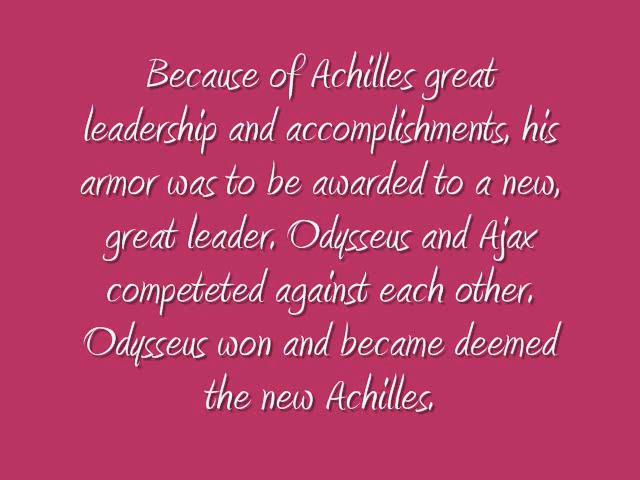 Because of Achilles great
leadership and accomplishments, his
armor was to be awarded to a new,
great leader. Odysseus and Ajax
competeted against each other.
Odysseus won and became deemed
the new Achilles.